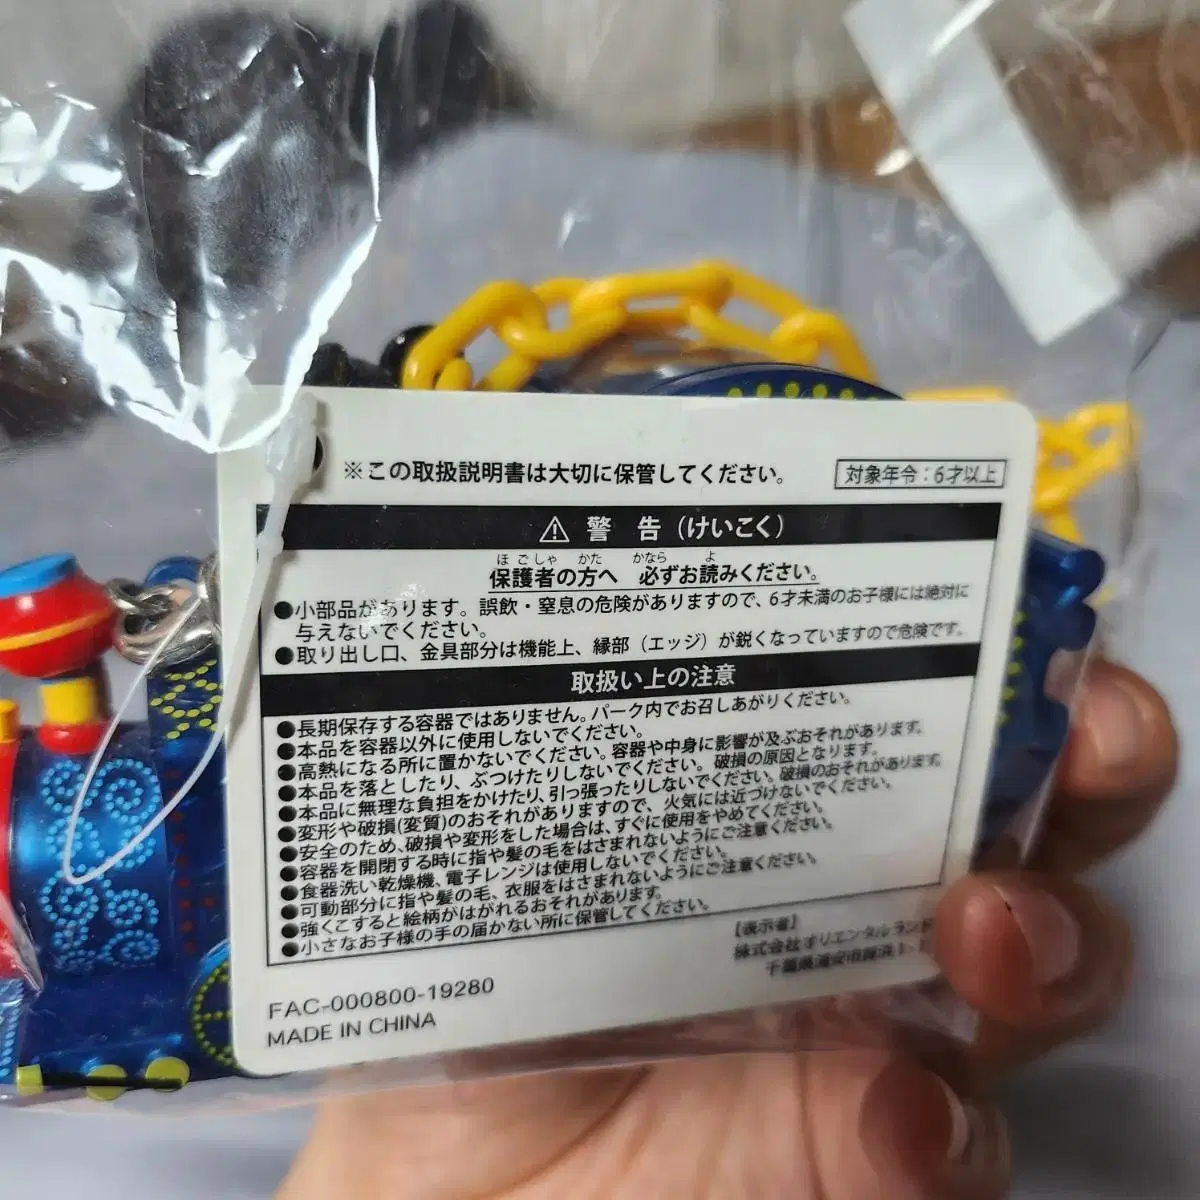 ※この取扱説明書は大切に保管してください。
対象年令：6才以上
⚠ 警 告（けいこく）
ほごしゃ かた かなら よ
保護者の方へ 必ずお読みください。
●小部品があります。誤飲・窒息の危険がありますので、6才未満のお子様には絶対に
与えないでください。
●取り出し口、金具部分は機能上、縁部（エッジ）が鋭くなっていますので危険です。
取扱い上の注意
●長期保存する容器ではありません。パーク内でお召しあがりください。
●本品を容器以外に使用しないでください。
●高熱になる所に置かないでください。容器や中身に影響が及ぶおそれがあります。
●本品を落としたり、ぶつけたりしないでください。破損の原因となります。
●本品に無理な負担をかけたり、引っ張ったりしないでください。破損のおそれがあります。
●変形や破損(変質)のおそれがありますので、火気には近づけないでください。
●安全のため、破損や変形をした場合は、すぐに使用をやめてください。
●容器を開閉する時に指や髪の毛をはさまれないようにご注意ください。
●食器洗い乾燥機、電子レンジは使用しないでください。
●可動部分に指や髪の毛、衣服をはさまれないようにご注意ください。
●強くこすると絵柄がはがれるおそれがあります。
●小さなお子様の手の届かない所に保管してください。
【表示者】
株式会社オリエンタルランド
千葉県浦安市舞浜1-1
FAC-000800-19280
MADE IN CHINA